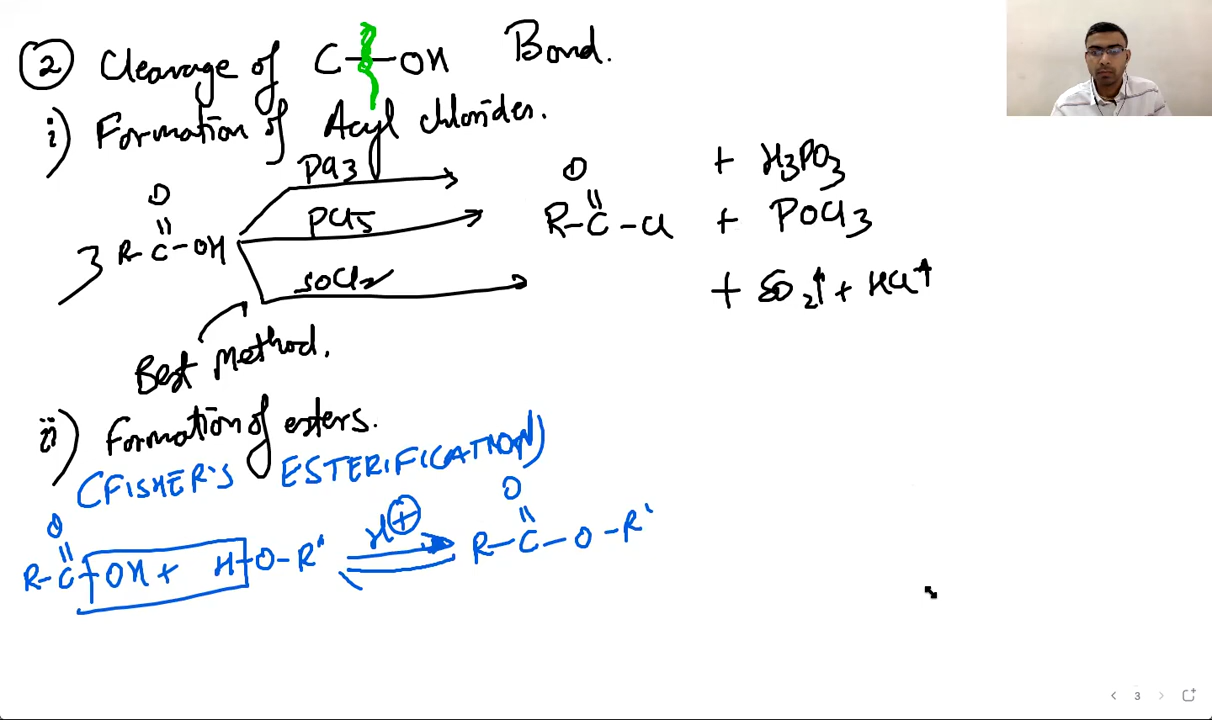 ② Cleavage of C-OH Bond.
i) Formation of Acyl chlorides.
3 R-C(=O)-OH
PCl3
PCl5
SOCl2
R-C(=O)-Cl
+ H3PO3
+ POCl3
+ SO2↑ + HCl↑
Best Method.
ii) Formation of esters.
(FISHER'S ESTERIFICATION)
R-C(=O)-OH + H-O-R' ⇌ H⊕ R-C(=O)-O-R'
3